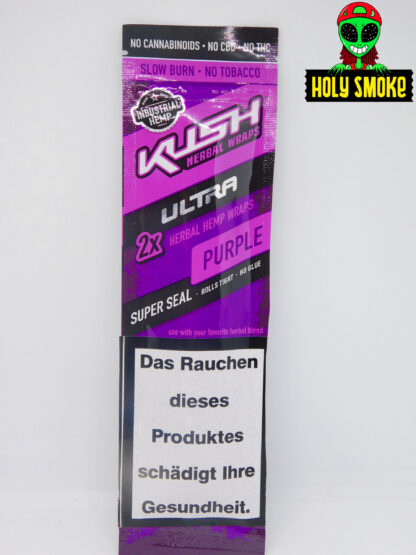 NO CANNABINOIDS • NO CBD • NO THC
SLOW BURN • NO TOBACCO
HOLY SMOKE
INDUSTRIAL
HEMP
KUSH
HERBAL WRAPS
ULTRA
2x HERBAL HEMP WRAPS
PURPLE
SUPER SEAL • ROLLS TIGHT • NO GLUE
use with your favorite herbal blend
Das Rauchen
dieses
Produktes
schädigt Ihre
Gesundheit.